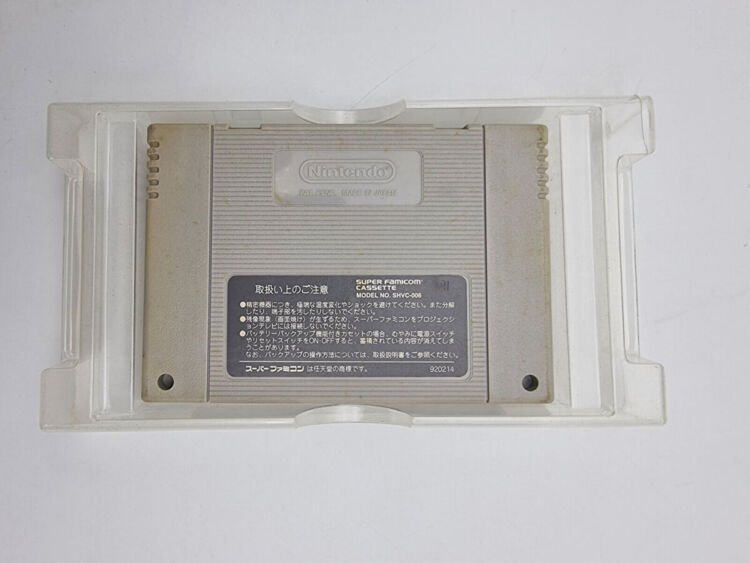 Nintendo
PAT. PEND. MADE IN JAPAN
取扱い上のご注意
SUPER FAMICOM
CASSETTE
MODEL NO. SHVC-006
●精密機器につき、極端な温度変化やショックを避けてください。また分解
したり、端子部を汚したりしないでください。
●残像現象(画面焼け)が生ずるため、スーパーファミコンをプロジェクシ
ョンテレビには接続しないでください。
●バッテリーバックアップ機能付きカセットの場合、むやみに電源スイッチ
やリセットスイッチをON-OFFすると、蓄積されている内容が消えてしま
うことがあります。
なお、バックアップの操作方法については、取扱説明書をご参照ください。
スーパーファミコン は任天堂の商標です。
920214